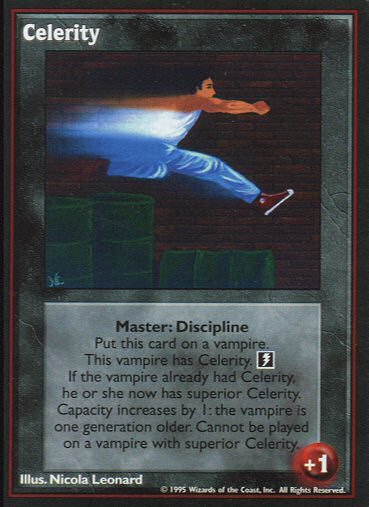 Celerity
Master: Discipline
Put this card on a vampire.
This vampire has Celerity.
If the vampire already had Celerity,
he or she now has superior Celerity.
Capacity increases by 1: the vampire is
one generation older. Cannot be played
on a vampire with superior Celerity.
+1
Illus. Nicola Leonard
© 1995 Wizards of the Coast, Inc. All Rights Reserved.